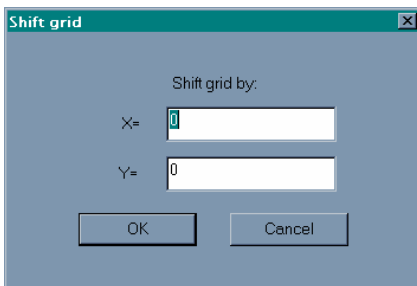 Shift grid
Shift grid by:
X= 0
Y= 0
OK Cancel